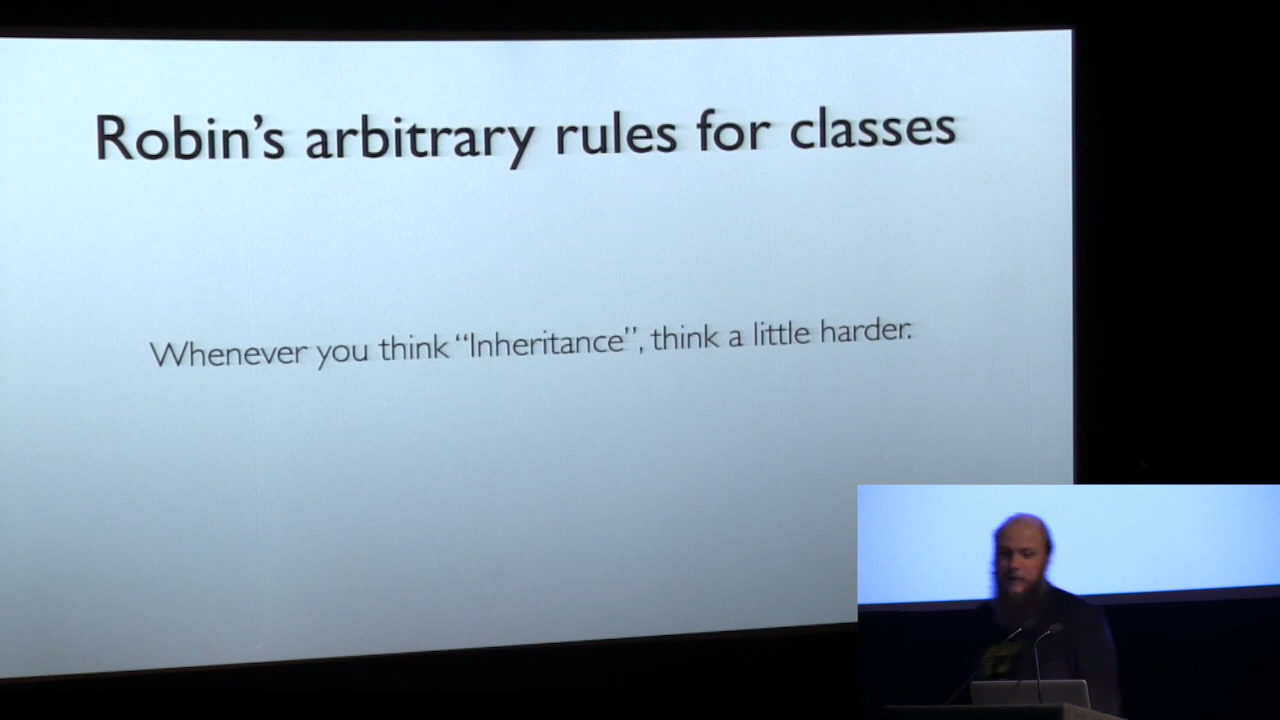 Robin’s arbitrary rules for classes
Whenever you think “Inheritance”, think a little harder.